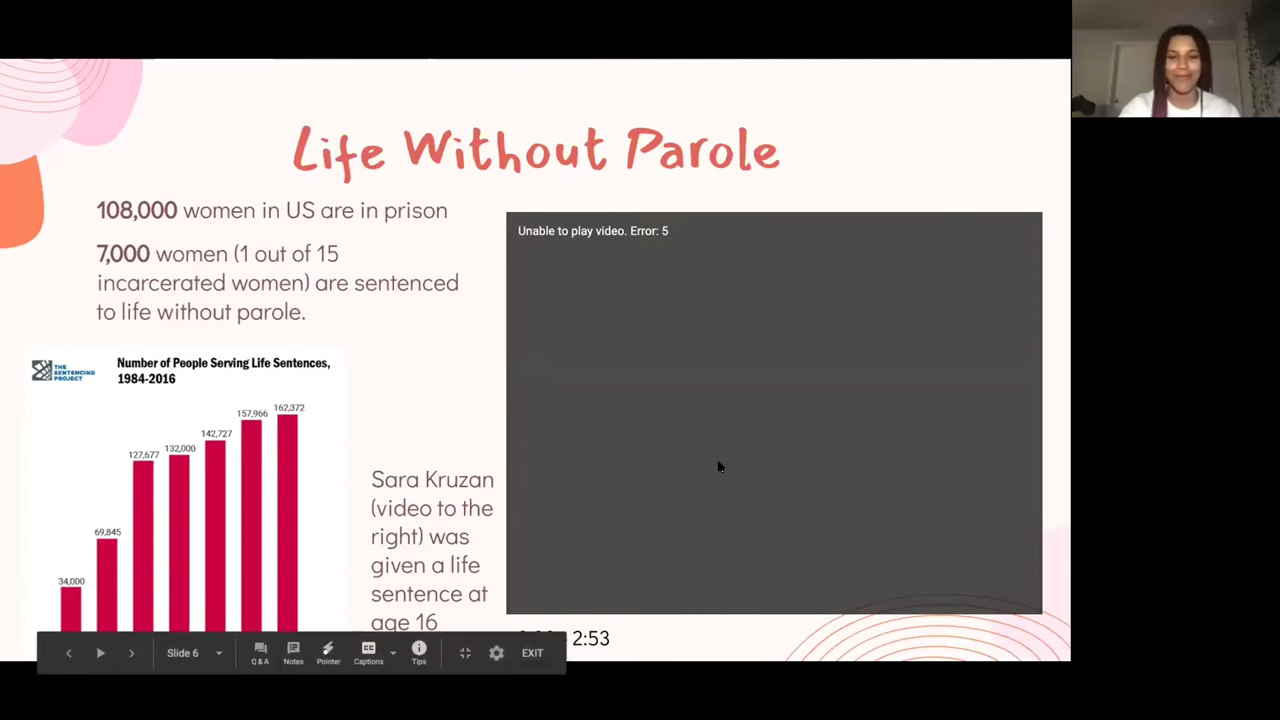 Life Without Parole
108,000 women in US are in prison
7,000 women (1 out of 15
incarcerated women) are sentenced
to life without parole.
Unable to play video. Error: 5
THE
SENTENCING
PROJECT
Number of People Serving Life Sentences,
1984-2016
34,000
69,845
127,677
132,000
142,727
157,966
162,372
Sara Kruzan
(video to the
right) was
given a life
sentence at
age 16
2:53
Slide 6
Q & A
Notes
Pointer
CC
Captions
Tips
EXIT